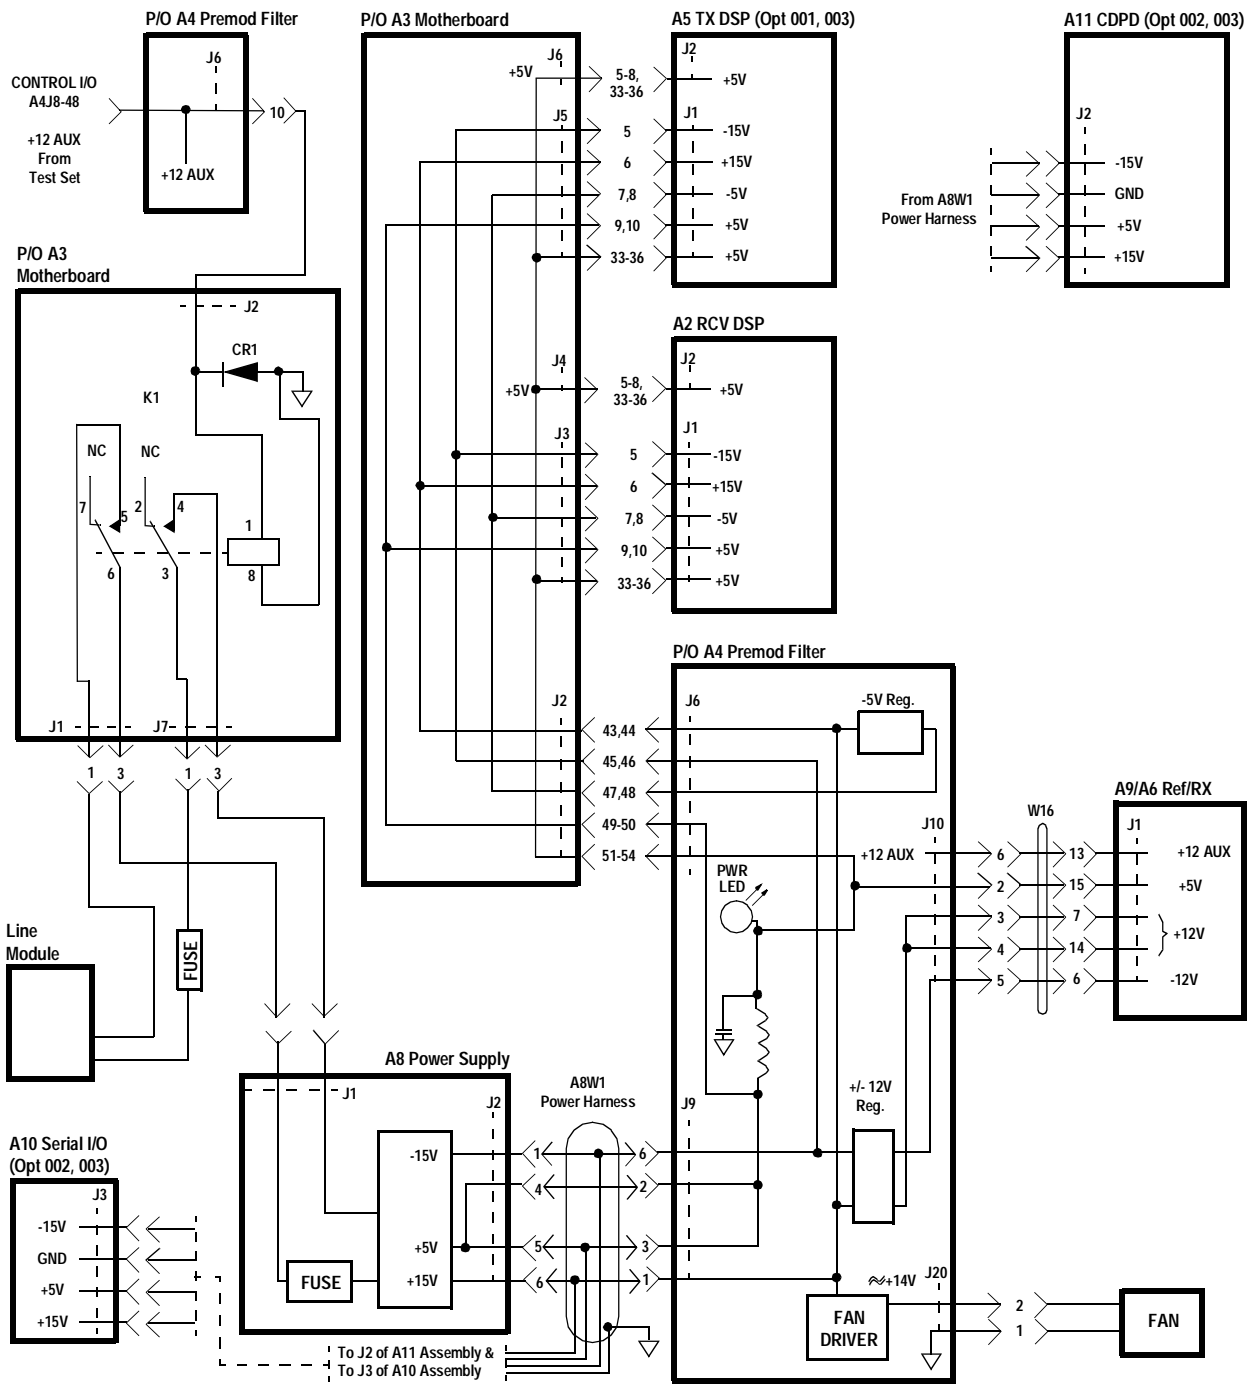 P/O A4 Premod Filter
J6
CONTROL I/O
A4J8-48
+12 AUX
From
Test Set
10
+12 AUX
P/O A3 Motherboard
J6
+5V
J5
J4
+5V
J3
J2
5-8,
33-36
5
6
7,8
9,10
33-36
A5 TX DSP (Opt 001, 003)
J2
+5V
J1
-15V
+15V
-5V
+5V
+5V
A11 CDPD (Opt 002, 003)
J2
-15V
GND
+5V
+15V
From A8W1
Power Harness
P/O A3
Motherboard
J2
CR1
K1
NC
NC
7
5
2
4
6
3
1
8
J1
J7
1
3
1
3
5-8,
33-36
5
6
7,8
9,10
33-36
A2 RCV DSP
J2
+5V
J1
-15V
+15V
-5V
+5V
+5V
43,44
45,46
47,48
49-50
51-54
P/O A4 Premod Filter
J6
-5V Reg.
J10
+12 AUX
PWR
LED
+/- 12V
Reg.
J9
≈+14V
J20
FAN
DRIVER
W16
6
13
2
15
3
7
4
14
5
6
A9/A6 Ref/RX
J1
+12 AUX
+5V
+12V
-12V
Line
Module
FUSE
A8 Power Supply
J1
J2
-15V
+5V
+15V
FUSE
A8W1
Power Harness
1
6
4
2
5
3
6
1
A10 Serial I/O
(Opt 002, 003)
J3
-15V
GND
+5V
+15V
To J2 of A11 Assembly &
To J3 of A10 Assembly
2
1
FAN